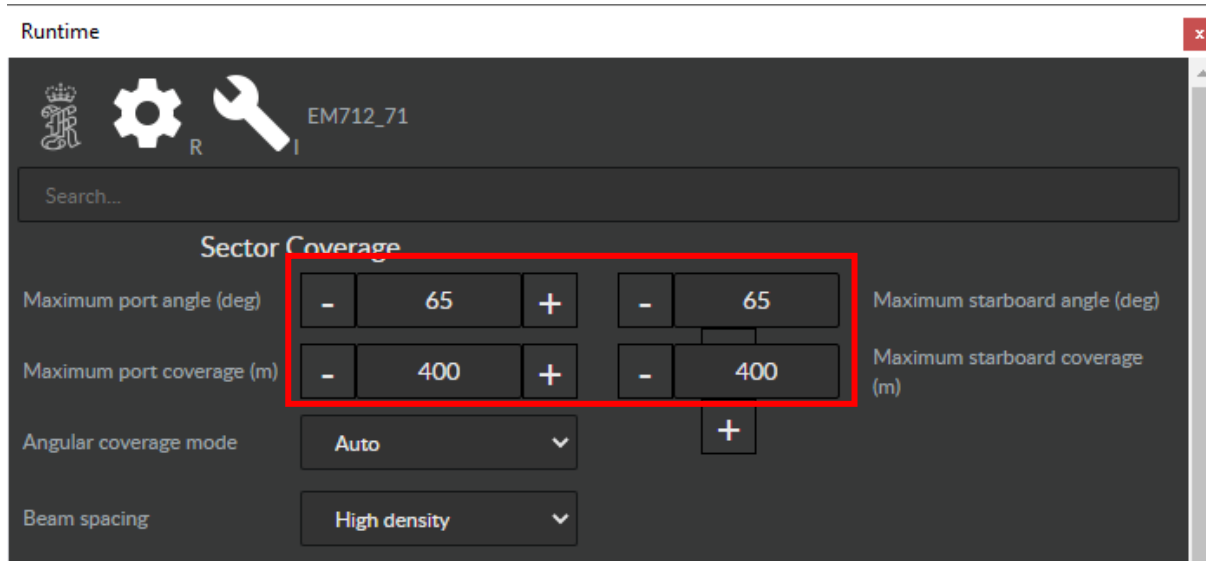 Runtime
x
R I EM712_71
Search...
Sector Coverage
Maximum port angle (deg) - 65 + - 65 Maximum starboard angle (deg)
Maximum port coverage (m) - 400 + - 400 Maximum starboard coverage
(m)
Angular coverage mode Auto +
Beam spacing High density